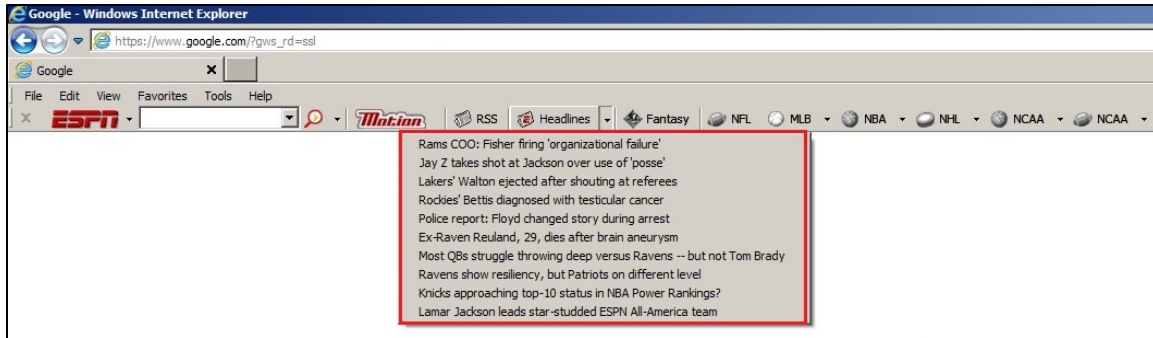 Google - Windows Internet Explorer
https://www.google.com/?gws_rd=ssl
Google
File Edit View Favorites Tools Help
ESPN Motion RSS Headlines Fantasy NFL MLB NBA NHL NCAA NCAA
Rams COO: Fisher firing 'organizational failure'
Jay Z takes shot at Jackson over use of 'posse'
Lakers' Walton ejected after shouting at referees
Rockies' Bettis diagnosed with testicular cancer
Police report: Floyd changed story during arrest
Ex-Raven Reuland, 29, dies after brain aneurysm
Most QBs struggle throwing deep versus Ravens -- but not Tom Brady
Ravens show resiliency, but Patriots on different level
Knicks approaching top-10 status in NBA Power Rankings?
Lamar Jackson leads star-studded ESPN All-America team